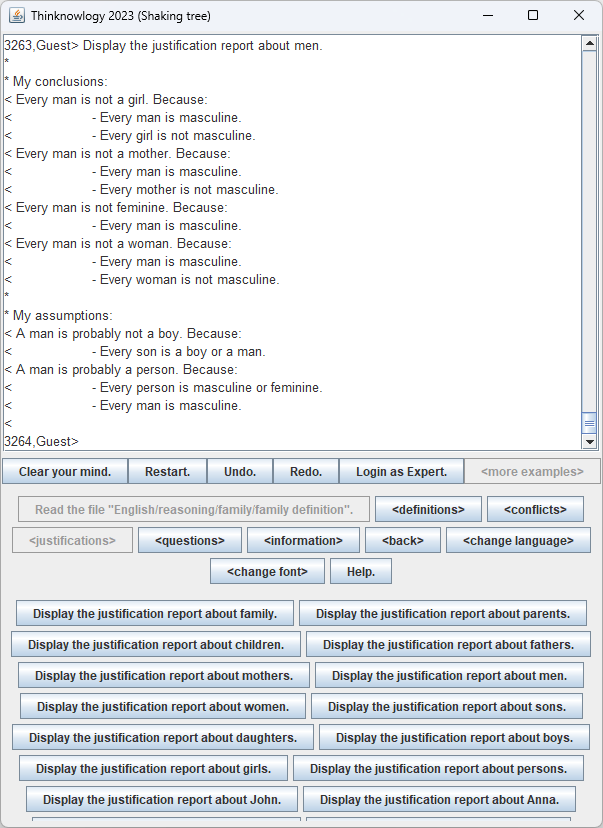 Thinknowlogy 2023 (Shaking tree)
3263,Guest> Display the justification report about men.
*
* My conclusions:
< Every man is not a girl. Because:
< - Every man is masculine.
< - Every girl is not masculine.
< Every man is not a mother. Because:
< - Every man is masculine.
< - Every mother is not masculine.
< Every man is not feminine. Because:
< - Every man is masculine.
< Every man is not a woman. Because:
< - Every man is masculine.
< - Every woman is not masculine.
*
* My assumptions:
< A man is probably not a boy. Because:
< - Every son is a boy or a man.
< A man is probably a person. Because:
< - Every person is masculine or feminine.
< - Every man is masculine.
<
3264,Guest>
Clear your mind. Restart. Undo. Redo. Login as Expert. <more examples>
Read the file "English/reasoning/family/family definition". <definitions> <conflicts>
<justifications> <questions> <information> <back> <change language>
<change font> Help.
Display the justification report about family. Display the justification report about parents.
Display the justification report about children. Display the justification report about fathers.
Display the justification report about mothers. Display the justification report about men.
Display the justification report about women. Display the justification report about sons.
Display the justification report about daughters. Display the justification report about boys.
Display the justification report about girls. Display the justification report about persons.
Display the justification report about John. Display the justification report about Anna.